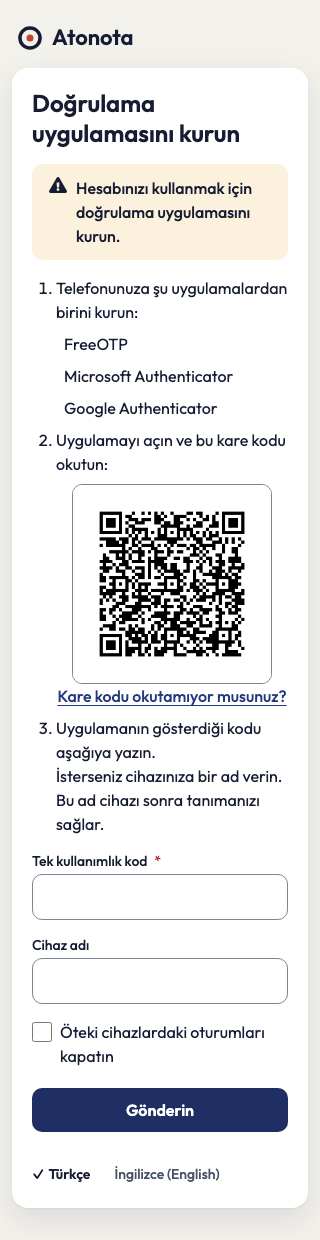 Atonota
Doğrulama
uygulamasını kurun
Hesabınızı kullanmak için
doğrulama uygulamasını
kurun.
1. Telefonunuza şu uygulamalardan
birini kurun:
FreeOTP
Microsoft Authenticator
Google Authenticator
2. Uygulamayı açın ve bu kare kodu
okutun:
Kare kodu okutamıyor musunuz?
3. Uygulamanın gösterdiği kodu
aşağıya yazın.
İsterseniz cihazınıza bir ad verin.
Bu ad cihazı sonra tanımanızı
sağlar.
Tek kullanımlık kod *
Cihaz adı
Öteki cihazlardaki oturumları
kapatın
Gönderin
Türkçe İngilizce (English)